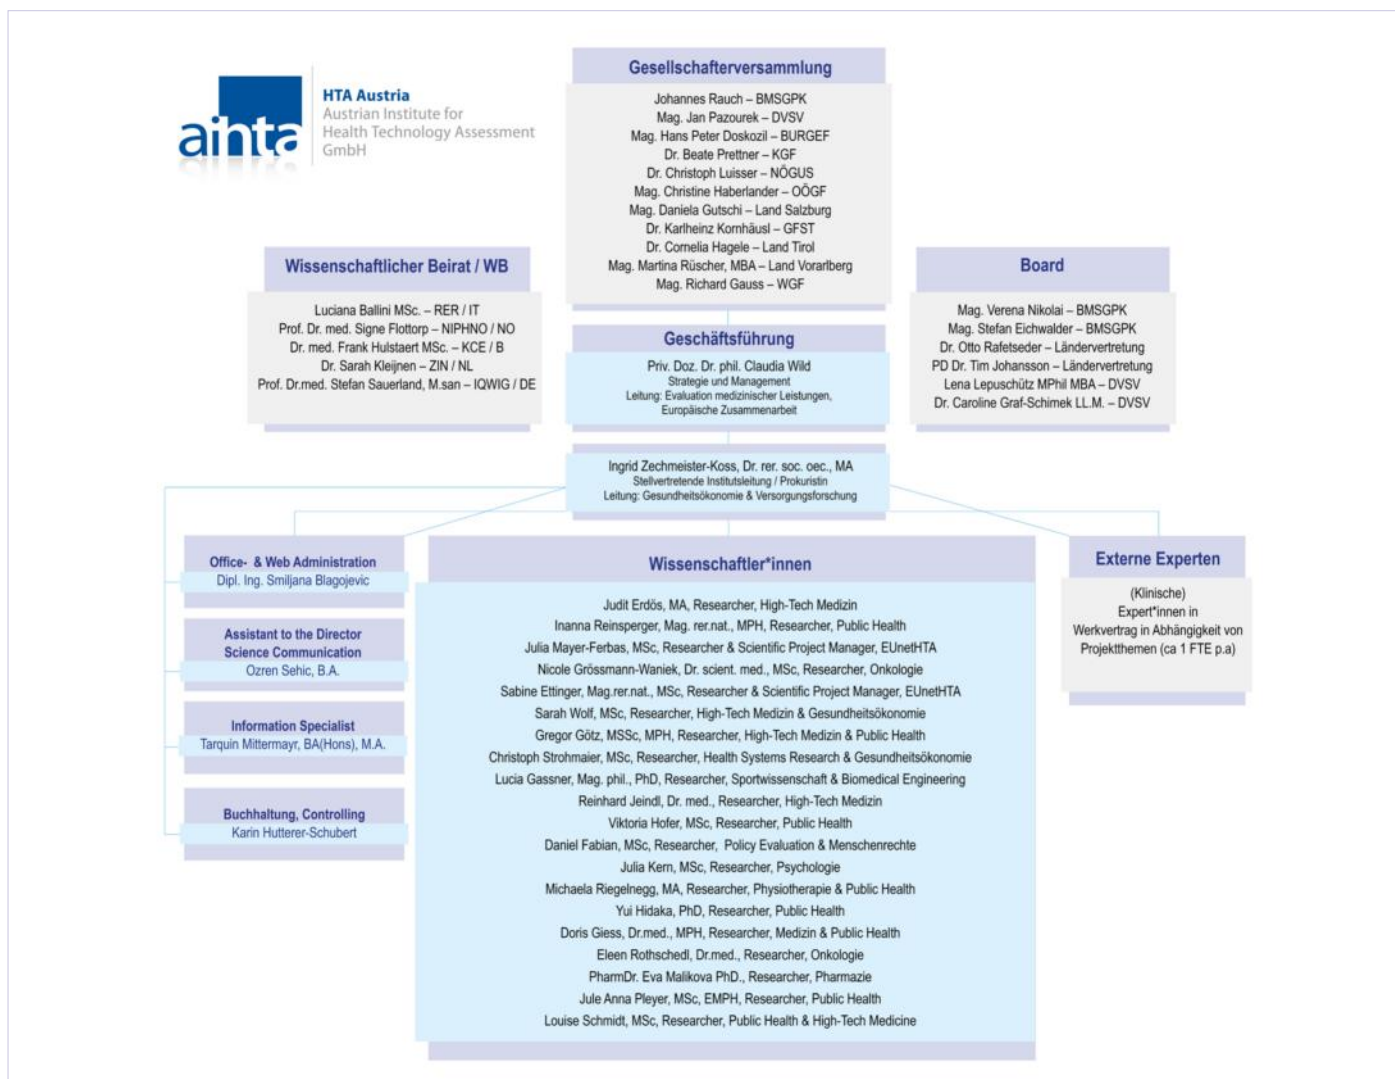 aihta
HTA Austria
Austrian Institute for
Health Technology Assessment
GmbH
Gesellschafterversammlung
Johannes Rauch – BMSGPK
Mag. Jan Pazourek – DVSV
Mag. Hans Peter Doskozil – BURGEF
Dr. Beate Prettner – KGF
Dr. Christoph Luisser – NÖGUS
Mag. Christine Haberlander – OÖGF
Mag. Daniela Gutschi – Land Salzburg
Dr. Karlheinz Kornhäusl – GFST
Dr. Cornelia Hagele – Land Tirol
Mag. Martina Rüscher, MBA – Land Vorarlberg
Mag. Richard Gauss – WGF
Wissenschaftlicher Beirat / WB
Luciana Ballini MSc. – RER / IT
Prof. Dr. med. Signe Flottorp – NIPHNO / NO
Dr. med. Frank Hulstaert MSc. – KCE / B
Dr. Sarah Kleijnen – ZIN / NL
Prof. Dr.med. Stefan Sauerland, M.san – IQWIG / DE
Board
Mag. Verena Nikolai – BMSGPK
Mag. Stefan Eichwalder – BMSGPK
Dr. Otto Rafetseder – Ländervertretung
PD Dr. Tim Johansson – Ländervertretung
Lena Lepuschütz MPhil MBA – DVSV
Dr. Caroline Graf-Schimek LL.M. – DVSV
Geschäftsführung
Priv. Doz. Dr. phil. Claudia Wild
Strategie und Management
Leitung: Evaluation medizinischer Leistungen,
Europäische Zusammenarbeit
Ingrid Zechmeister-Koss, Dr. rer. soc. oec., MA
Stellvertretende Institutsleitung / Prokuristin
Leitung: Gesundheitsökonomie & Versorgungsforschung
Office- & Web Administration
Dipl. Ing. Smiljana Blagojevic
Assistant to the Director
Science Communication
Ozren Sehic, B.A.
Information Specialist
Tarquin Mittermayr, BA(Hons), M.A.
Buchhaltung, Controlling
Karin Hutterer-Schubert
Wissenschaftler*innen
Judit Erdös, MA, Researcher, High-Tech Medizin
Inanna Reinsperger, Mag. rer.nat., MPH, Researcher, Public Health
Julia Mayer-Ferbas, MSc, Researcher & Scientific Project Manager, EUnetHTA
Nicole Grössmann-Waniek, Dr. scient. med., MSc, Researcher, Onkologie
Sabine Ettinger, Mag.rer.nat., MSc, Researcher & Scientific Project Manager, EUnetHTA
Sarah Wolf, MSc, Researcher, High-Tech Medizin & Gesundheitsökonomie
Gregor Götz, MSSc, MPH, Researcher, High-Tech Medizin & Public Health
Christoph Strohmaier, MSc, Researcher, Health Systems Research & Gesundheitsökonomie
Lucia Gassner, Mag. phil., PhD, Researcher, Sportwissenschaft & Biomedical Engineering
Reinhard Jeindl, Dr. med., Researcher, High-Tech Medizin
Viktoria Hofer, MSc, Researcher, Public Health
Daniel Fabian, MSc, Researcher, Policy Evaluation & Menschenrechte
Julia Kern, MSc, Researcher, Psychologie
Michaela Riegelnegg, MA, Researcher, Physiotherapie & Public Health
Yui Hidaka, PhD, Researcher, Public Health
Doris Giess, Dr.med., MPH, Researcher, Medizin & Public Health
Eleen Rothschedl, Dr.med., Researcher, Onkologie
PharmDr. Eva Malikova PhD., Researcher, Pharmazie
Jule Anna Pleyer, MSc, EMPH, Researcher, Public Health
Louise Schmidt, MSc, Researcher, Public Health & High-Tech Medicine
Externe Experten
(Klinische)
Expert*innen in
Werkvertrag in Abhängigkeit von
Projektthemen (ca 1 FTE p.a)